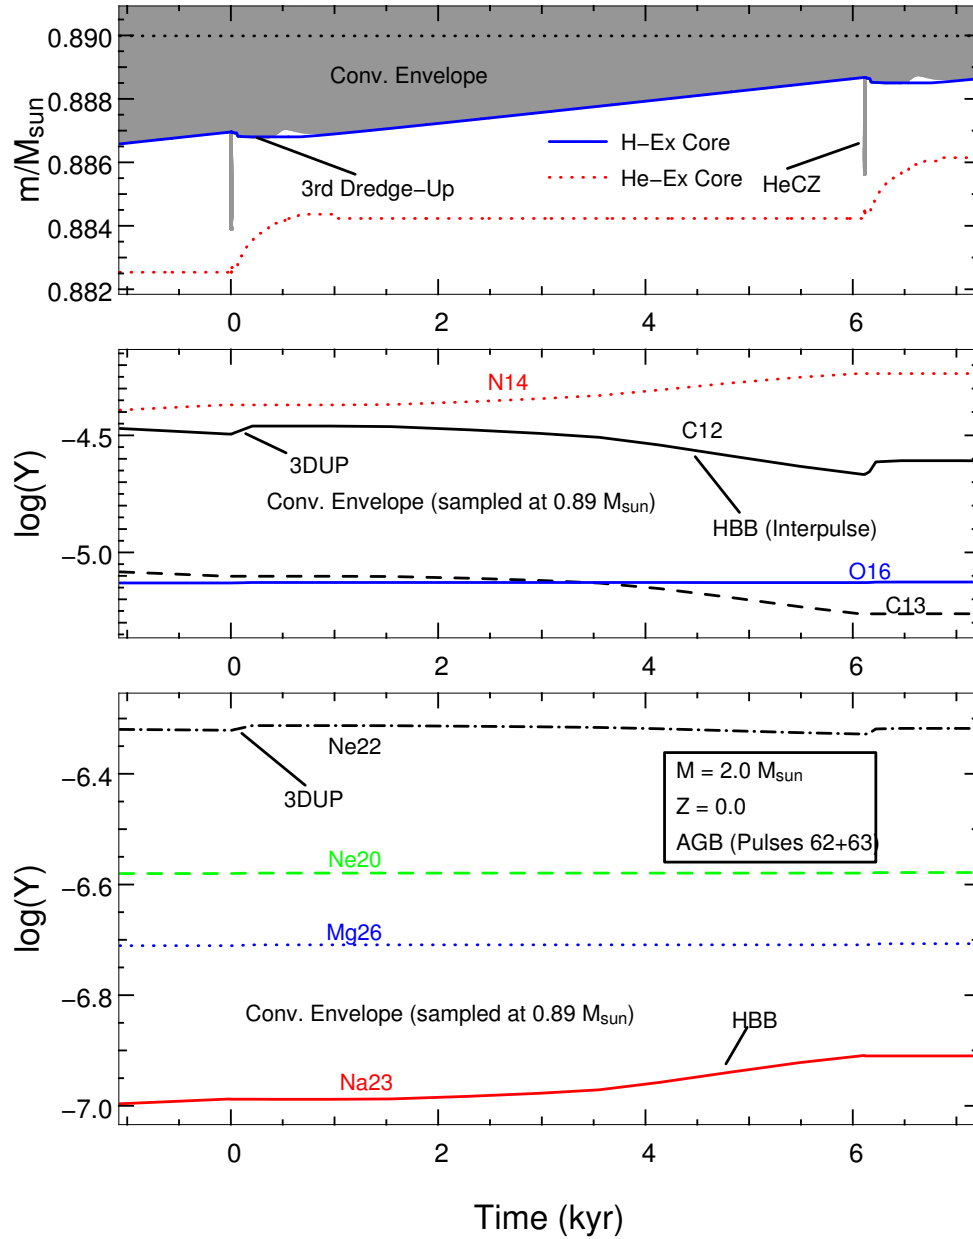 0.890
0.888
0.886
0.884
0.882
m/Msun
Conv. Envelope
H-Ex Core
He-Ex Core
3rd Dredge-Up
HeCZ
0 2 4 6
N14
C12
-4.5
3DUP
Conv. Envelope (sampled at 0.89 Msun)
HBB (Interpulse)
log(Y)
-5.0
O16
C13
0 2 4 6
Ne22
-6.4
3DUP
M = 2.0 Msun
Z = 0.0
AGB (Pulses 62+63)
Ne20
-6.6
log(Y)
Mg26
-6.8
Conv. Envelope (sampled at 0.89 Msun)
HBB
Na23
-7.0
0 2 4 6
Time (kyr)